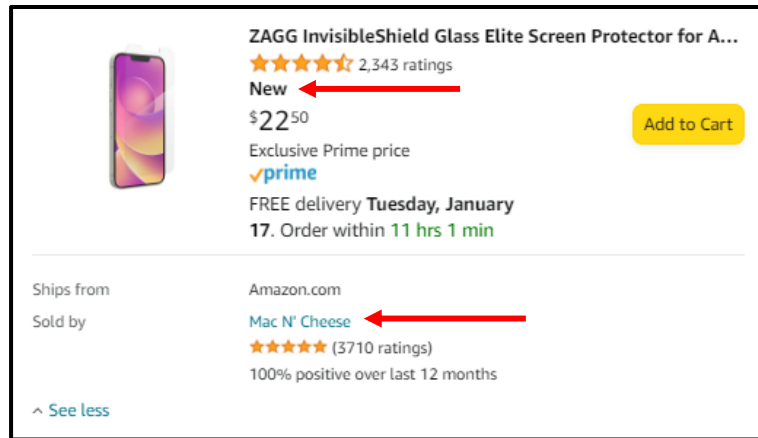 ZAGG InvisibleShield Glass Elite Screen Protector for A...
2,343 ratings
New
$2250
Add to Cart
Exclusive Prime price
prime
FREE delivery Tuesday, January
17. Order within 11 hrs 1 min
Ships from Amazon.com
Sold by Mac N' Cheese
(3710 ratings)
100% positive over last 12 months
See less